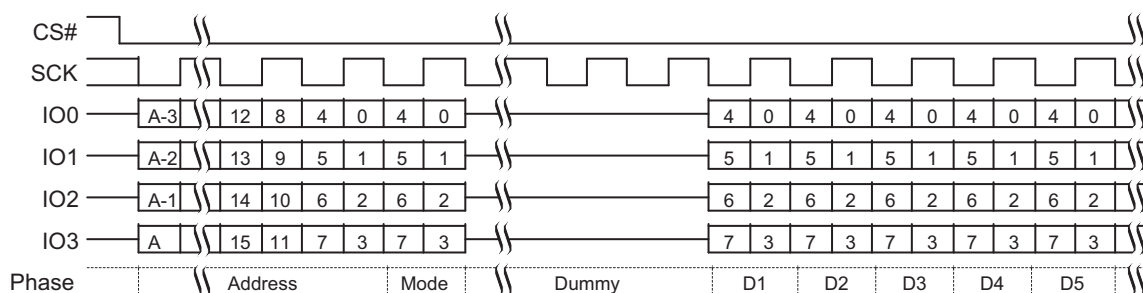 CS#
SCK
IO0 A-3 12 8 4 0 4 0 4 0 4 0 4 0 4 0 4 0
IO1 A-2 13 9 5 1 5 1 5 1 5 1 5 1 5 1 5 1
IO2 A-1 14 10 6 2 6 2 6 2 6 2 6 2 6 2 6 2
IO3 A 15 11 7 3 7 3 7 3 7 3 7 3 7 3 7 3
Phase Address Mode Dummy D1 D2 D3 D4 D5